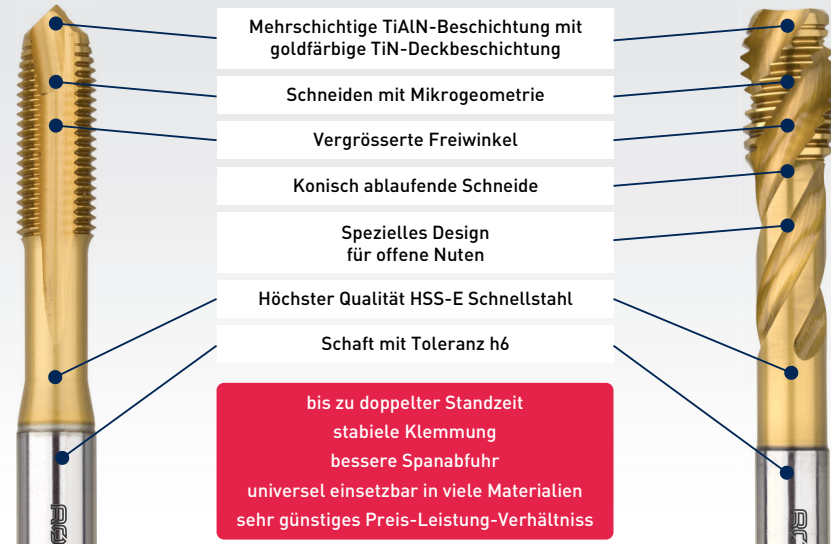 Mehrschichtige TiAlN-Beschichtung mit
goldfärbige TiN-Deckbeschichtung
Schneiden mit Mikrogeometrie
Vergrösserte Freiwinkel
Konisch ablaufende Schneide
Spezielles Design
für offene Nuten
Höchster Qualität HSS-E Schnellstahl
Schaft mit Toleranz h6
bis zu doppelter Standzeit
stabiele Klemmung
bessere Spanabfuhr
universel einsetzbar in viele Materialien
sehr günstiges Preis-Leistung-Verhältniss